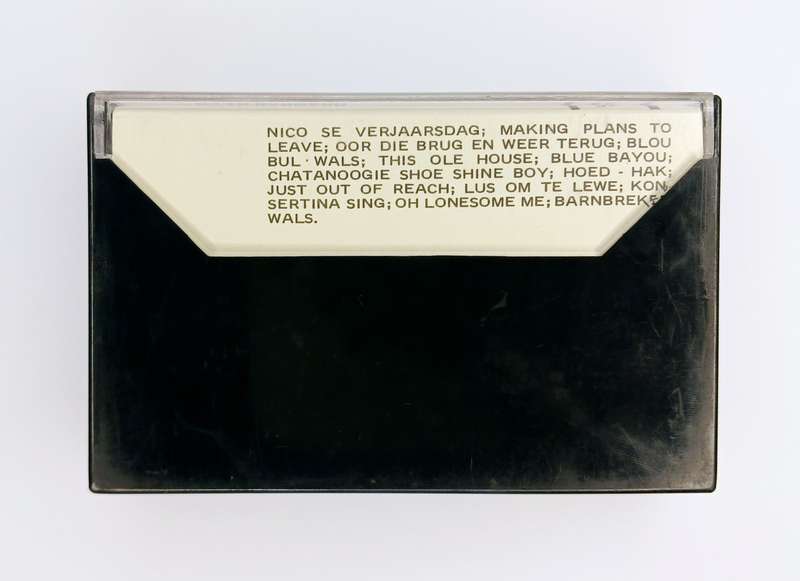 NICO SE VERJAARSDAG; MAKING PLANS TO
LEAVE; OOR DIE BRUG EN WEER TERUG; BLOU
BUL · WALS; THIS OLE HOUSE; BLUE BAYOU;
CHATANOOGIE SHOE SHINE BOY; HOED - HAK;
JUST OUT OF REACH; LUS OM TE LEWE; KON,
SERTINA SING; OH LONESOME ME; BARNBREKER
WALS.